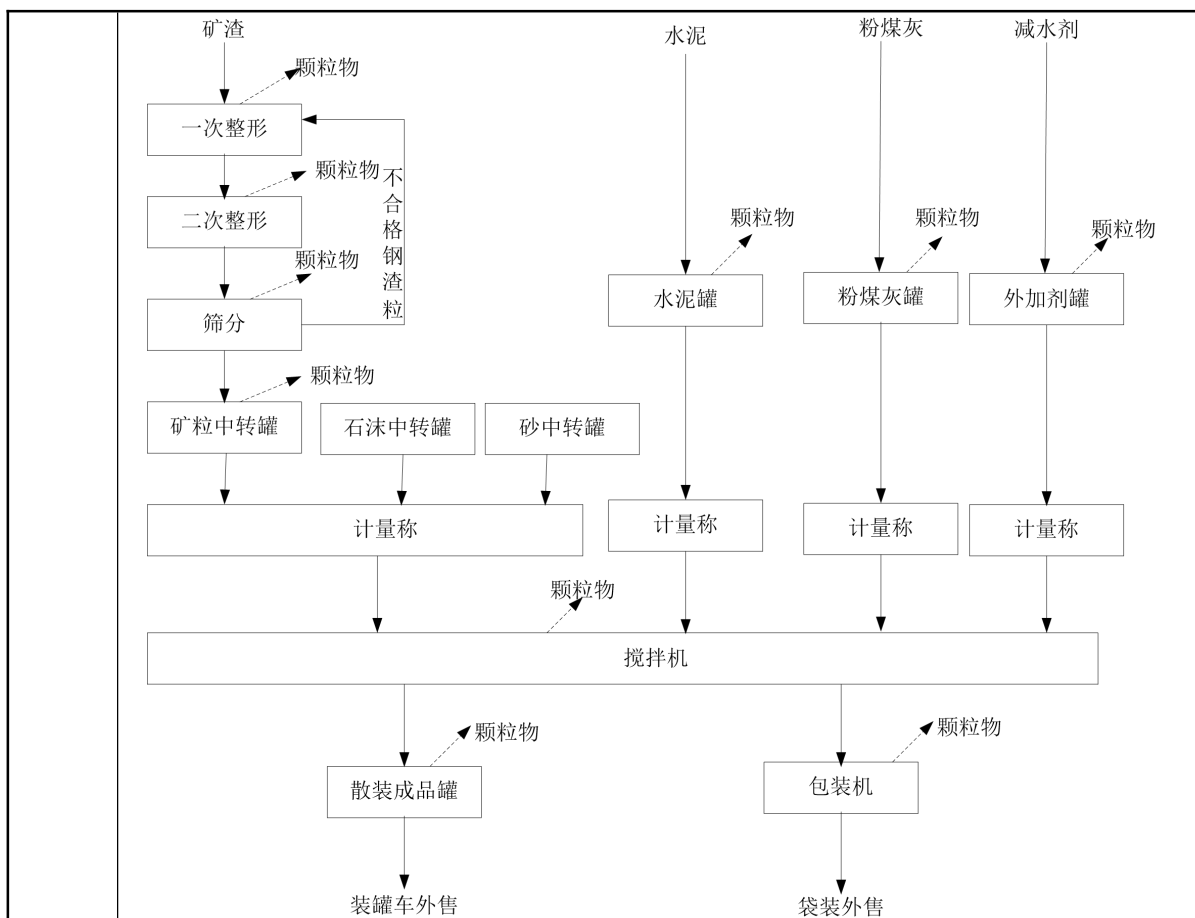 矿渣
水泥
粉煤灰
减水剂
颗粒物
一次整形
颗粒物
不合格钢渣粒
二次整形
颗粒物
颗粒物
颗粒物
颗粒物
水泥罐
粉煤灰罐
外加剂罐
筛分
颗粒物
矿粒中转罐
石沫中转罐
砂中转罐
计量称
计量称
计量称
计量称
颗粒物
搅拌机
颗粒物
颗粒物
散装成品罐
包装机
装罐车外售
袋装外售